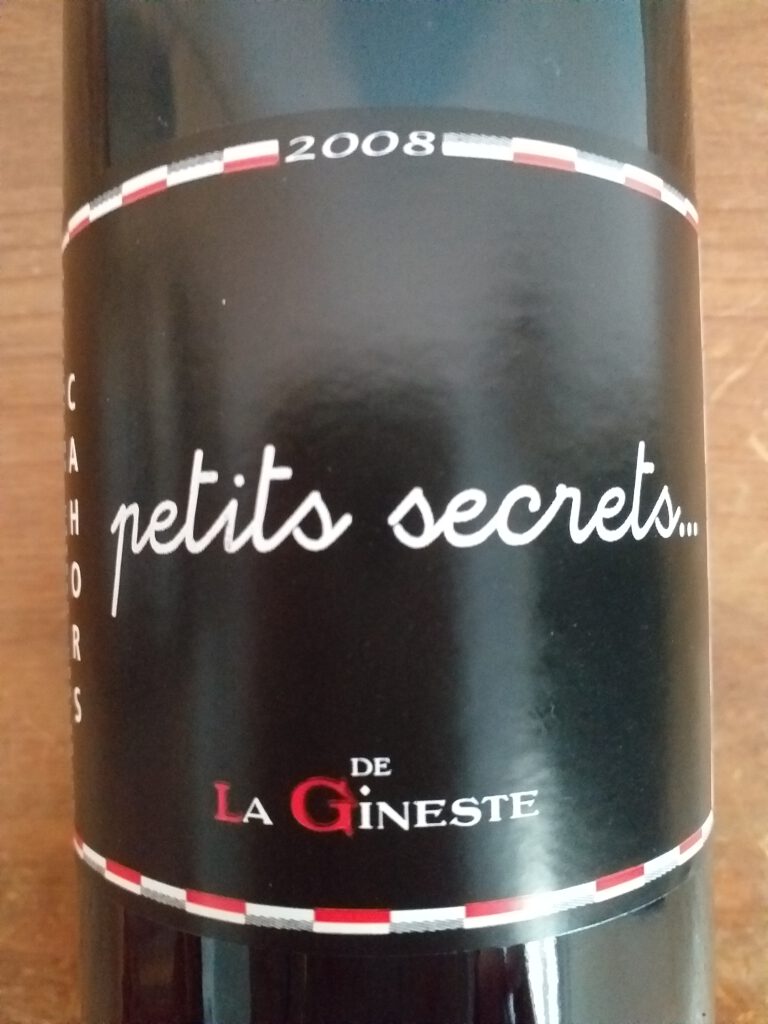 2008
CAHORS
petits secrets...
DE
LA GiNESTE